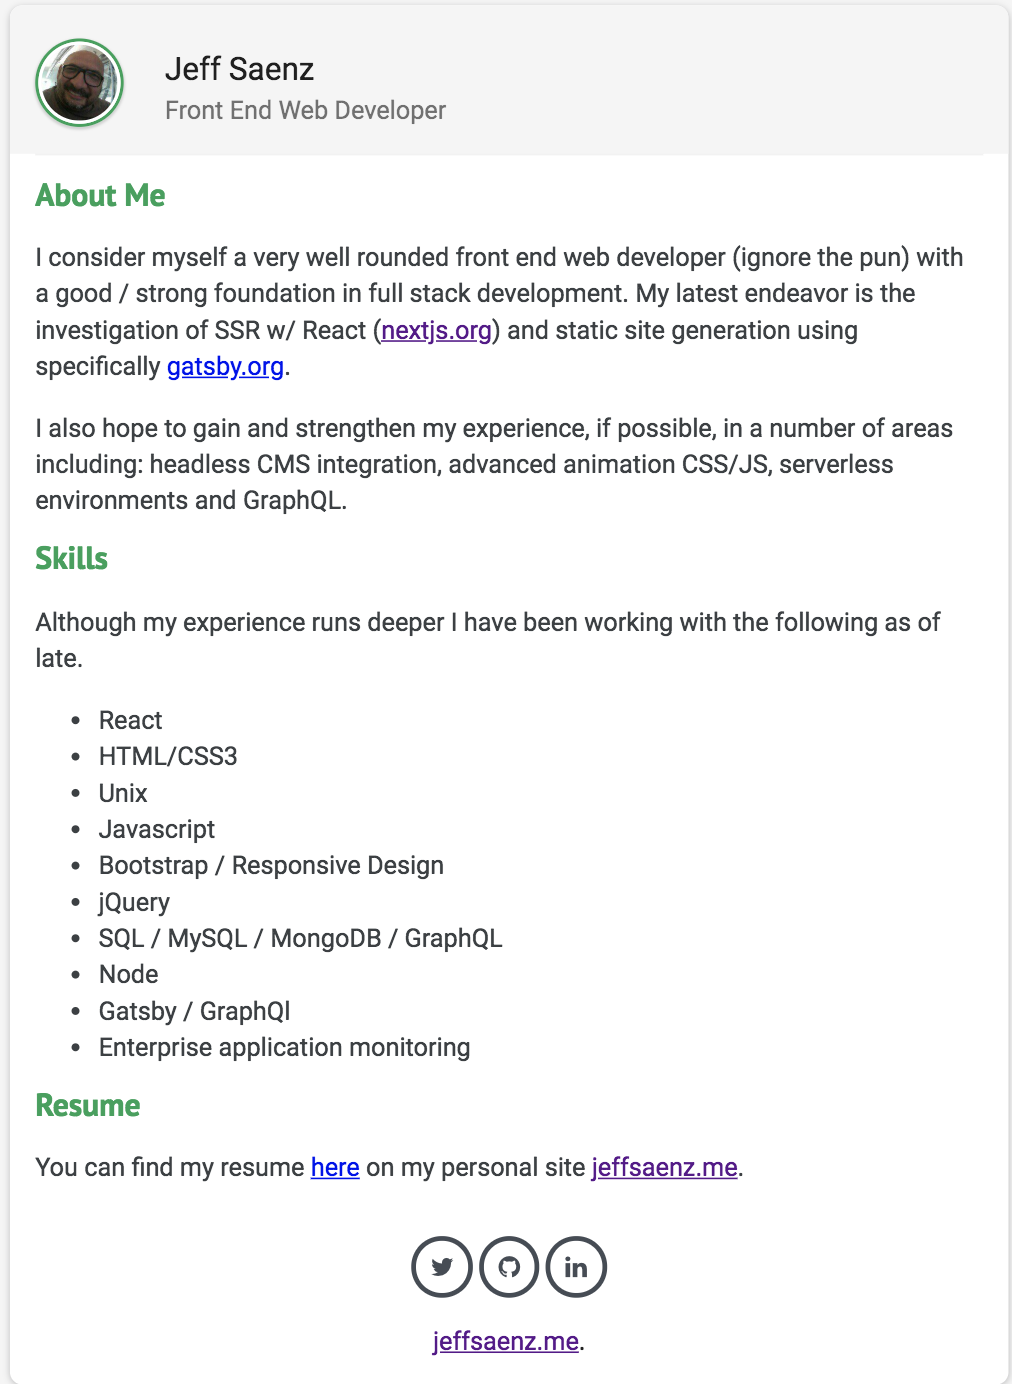 Jeff Saenz
Front End Web Developer
About Me
I consider myself a very well rounded front end web developer (ignore the pun) with
a good / strong foundation in full stack development. My latest endeavor is the
investigation of SSR w/ React (nextjs.org) and static site generation using
specifically gatsby.org.
I also hope to gain and strengthen my experience, if possible, in a number of areas
including: headless CMS integration, advanced animation CSS/JS, serverless
environments and GraphQL.
Skills
Although my experience runs deeper I have been working with the following as of
late.
• React
• HTML/CSS3
• Unix
• Javascript
• Bootstrap / Responsive Design
• jQuery
• SQL / MySQL / MongoDB / GraphQL
• Node
• Gatsby / GraphQl
• Enterprise application monitoring
Resume
You can find my resume here on my personal site jeffsaenz.me.
in
jeffsaenz.me.